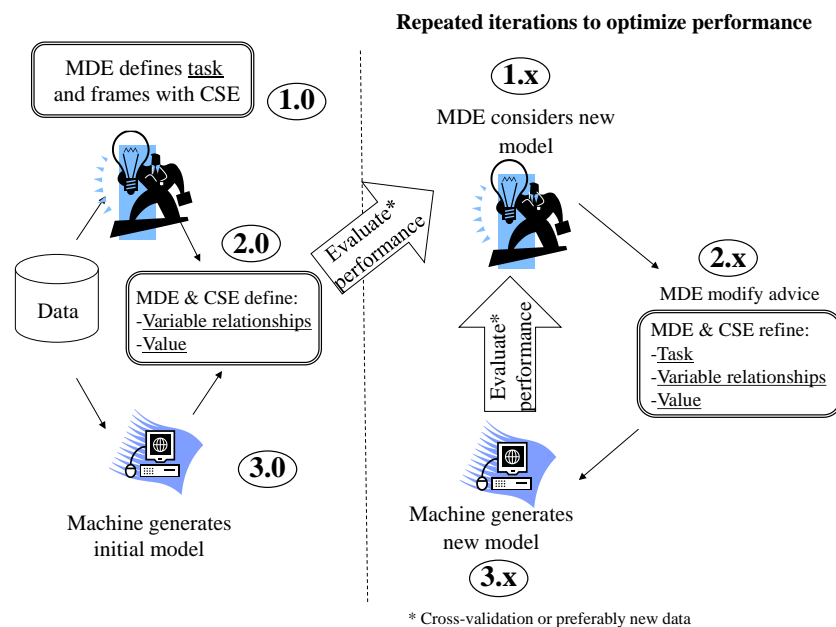 Repeated iterations to optimize performance
MDE defines task
and frames with CSE
1.0
Data
2.0
MDE & CSE define:
-Variable relationships
-Value
3.0
Machine generates
initial model
Evaluate*
performance
1.x
MDE considers new
model
2.x
MDE modify advice
MDE & CSE refine:
-Task
-Variable relationships
-Value
Evaluate*
performance
Machine generates
new model
3.x
* Cross-validation or preferably new data